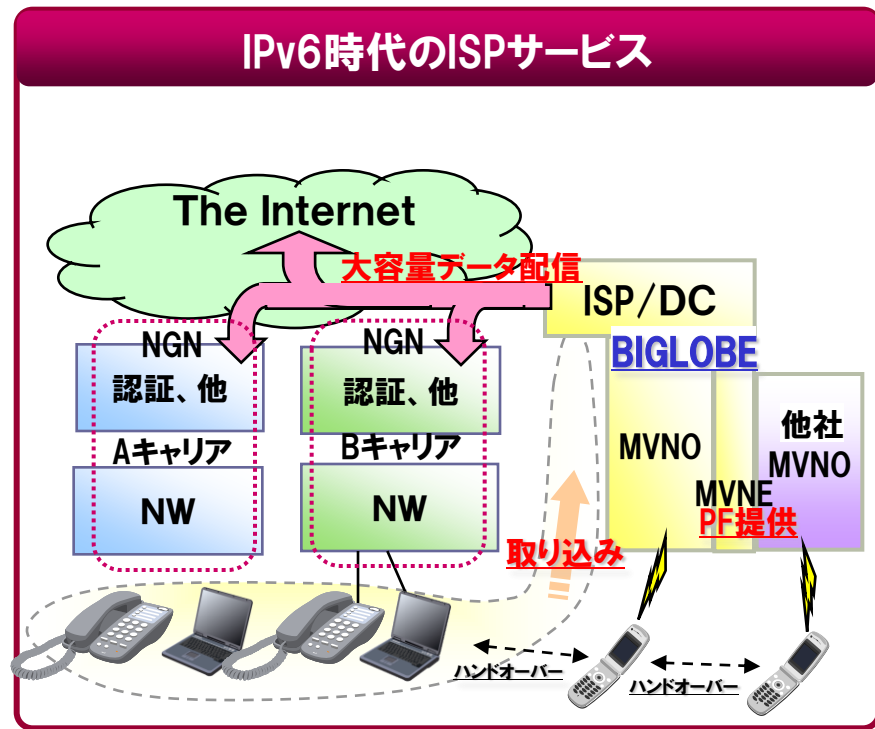 IPv6時代のISPサービス
The Internet
大容量データ配信
ISP/DC
BIGLOBE
NGN
認証、他
Aキャリア
NW
NGN
認証、他
Bキャリア
NW
MVNO
MVNE
PF提供
他社
MVNO
取り込み
ハンドオーバー
ハンドオーバー